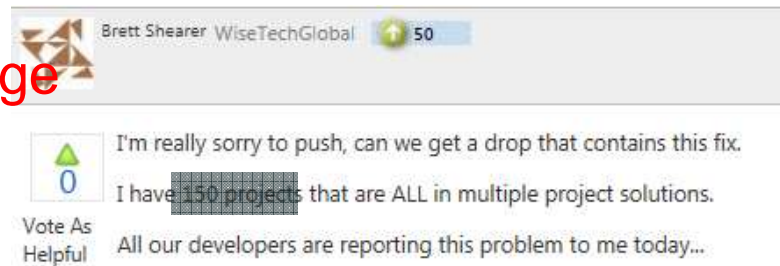 Brett Shearer WiseTechGlobal 50
ge
I'm really sorry to push, can we get a drop that contains this fix.
0
I have 150 projects that are ALL in multiple project solutions.
Vote As
Helpful
All our developers are reporting this problem to me today...